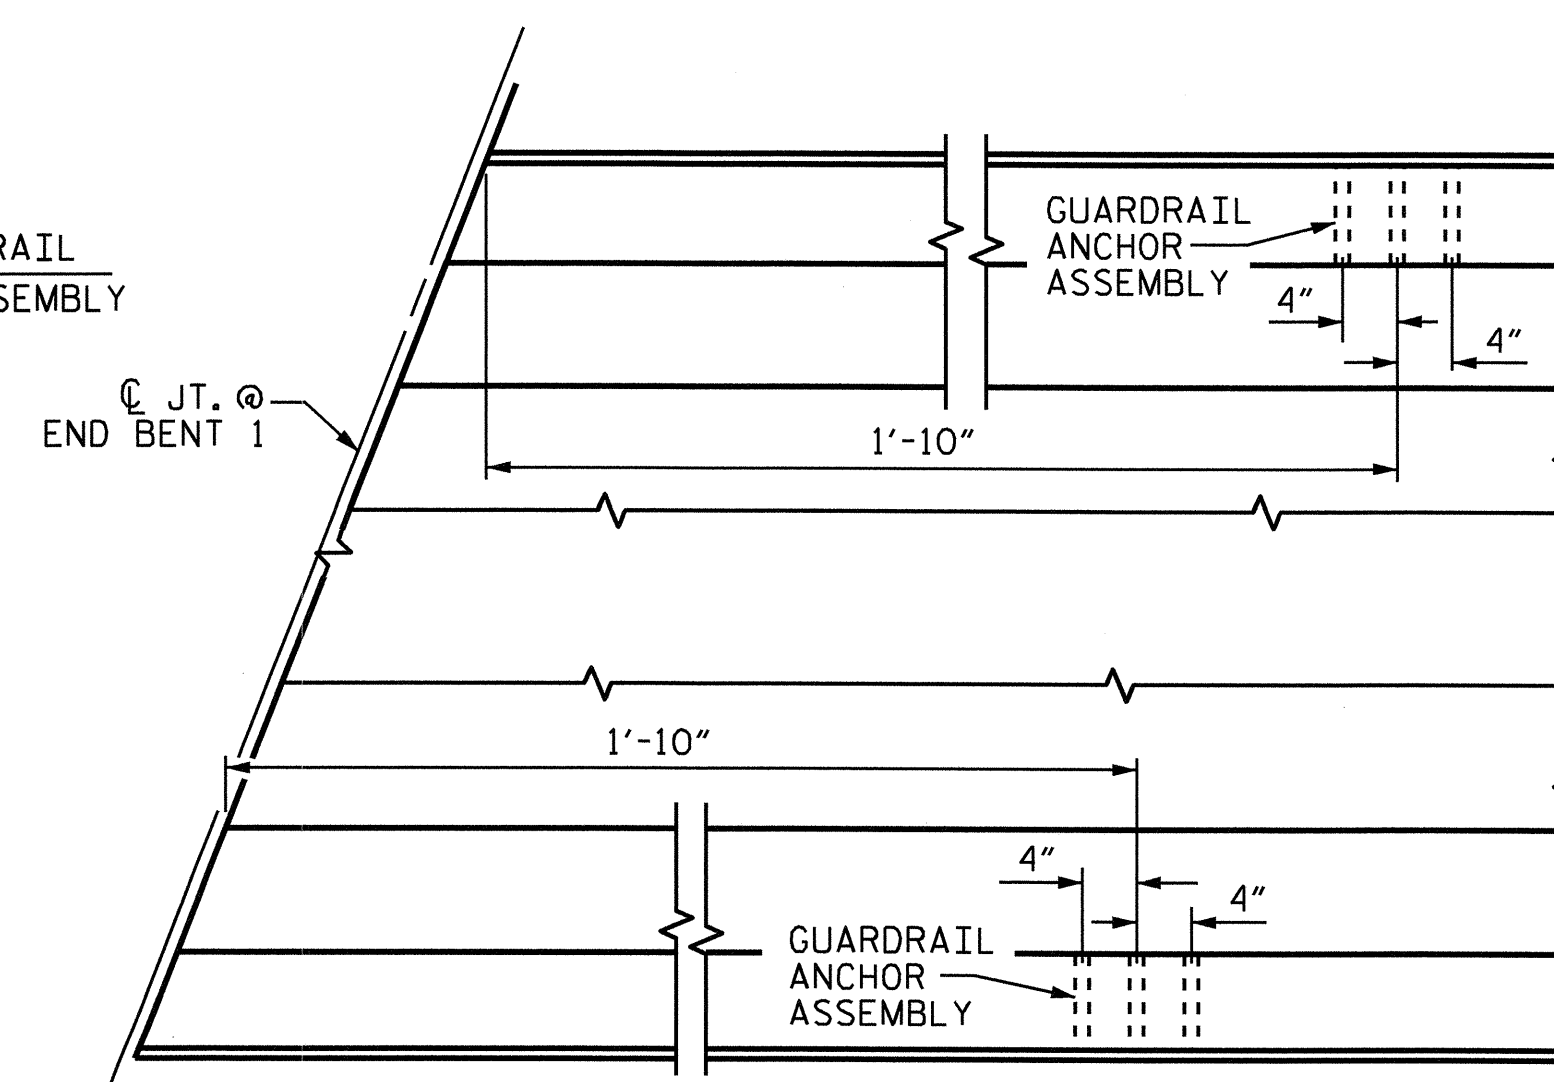 RAIL
SEMBLY
℄ JT. @
END BENT 1
GUARDRAIL
ANCHOR
ASSEMBLY
4"
4"
1'-10"
1'-10"
4"
4"
GUARDRAIL
ANCHOR
ASSEMBLY